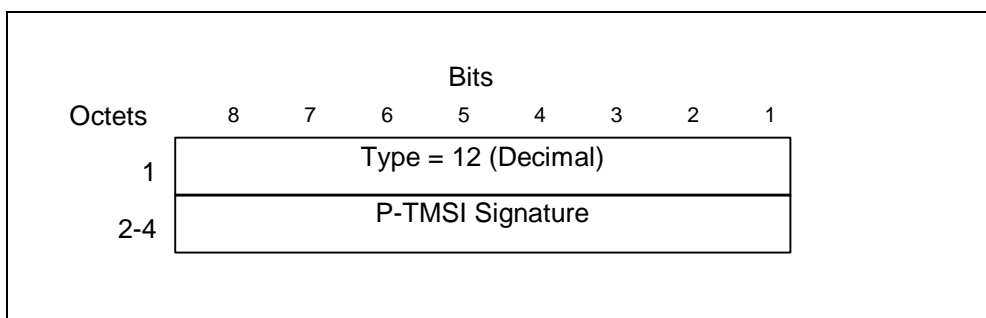 Bits
Octets 8 7 6 5 4 3 2 1
1 Type = 12 (Decimal)
2-4 P-TMSI Signature